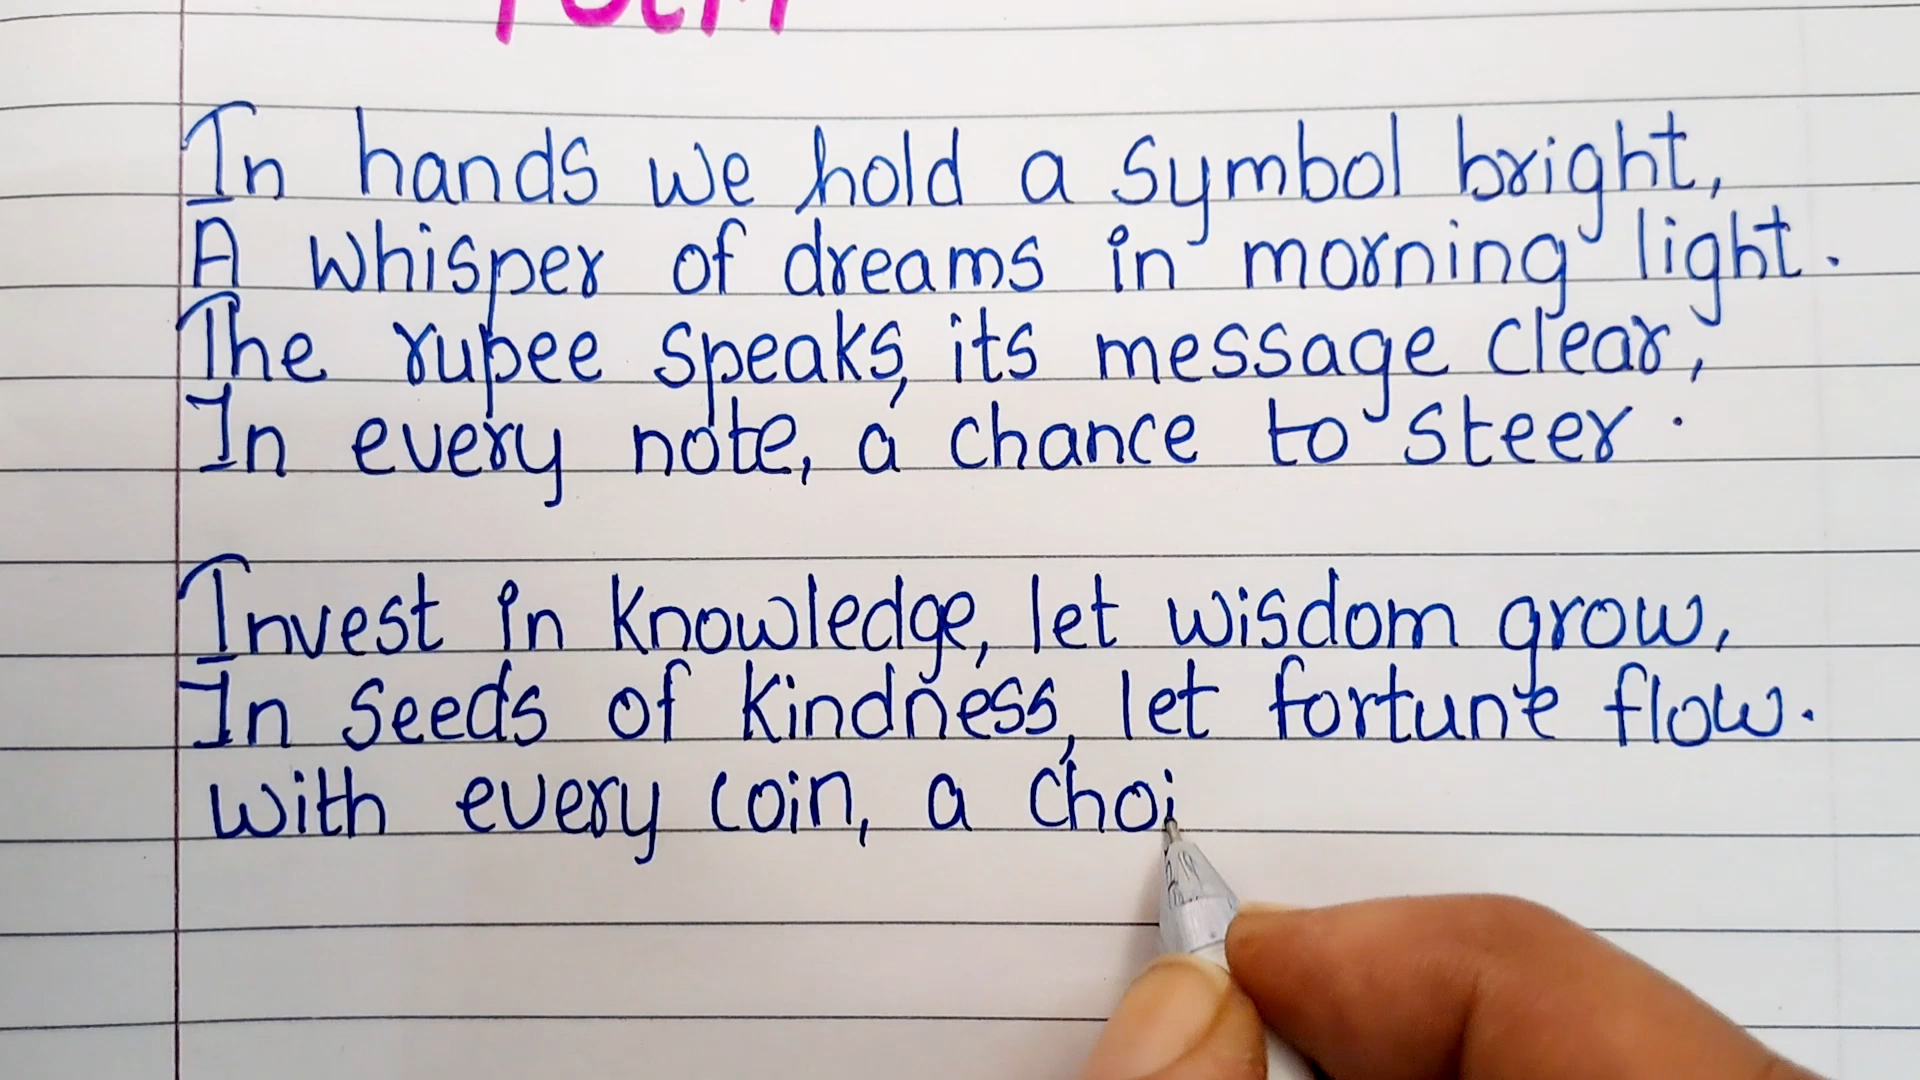 POEM
In hands we hold a symbol bright,
A whisper of dreams in morning light.
The rupee speaks, its message clear,
In every note, a chance to steer.
Invest in knowledge, let wisdom grow,
In seeds of kindness, let fortune flow.
with every coin, a choi